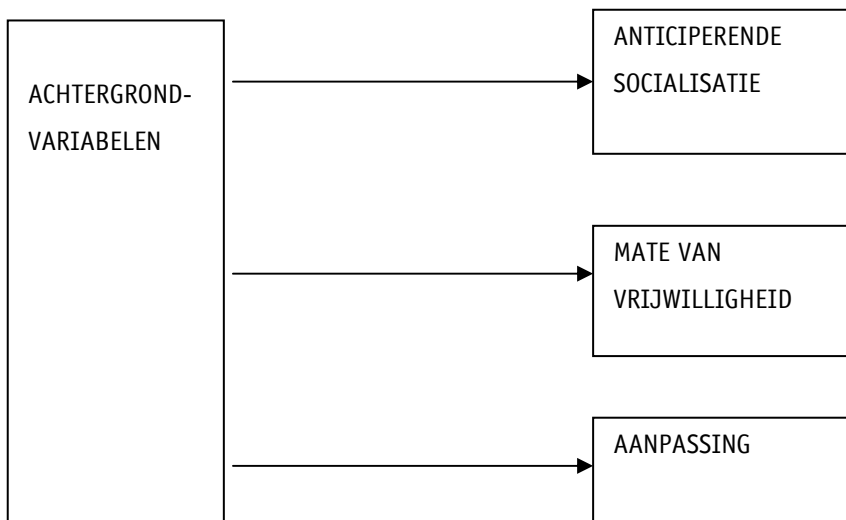 ACHTERGROND-
VARIABELEN
ANTICIPERENDE
SOCIALISATIE
MATE VAN
VRIJWILLIGHEID
AANPASSING